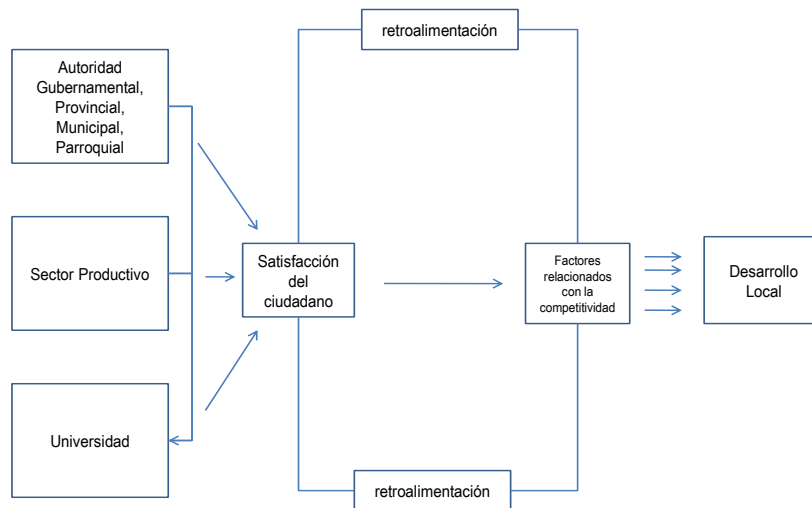 retroalimentación
Autoridad
Gubernamental,
Provincial,
Municipal,
Parroquial
Sector Productivo
Satisfacción
del
ciudadano
Factores
relacionados
con la
competitividad
Desarrollo
Local
Universidad
retroalimentación